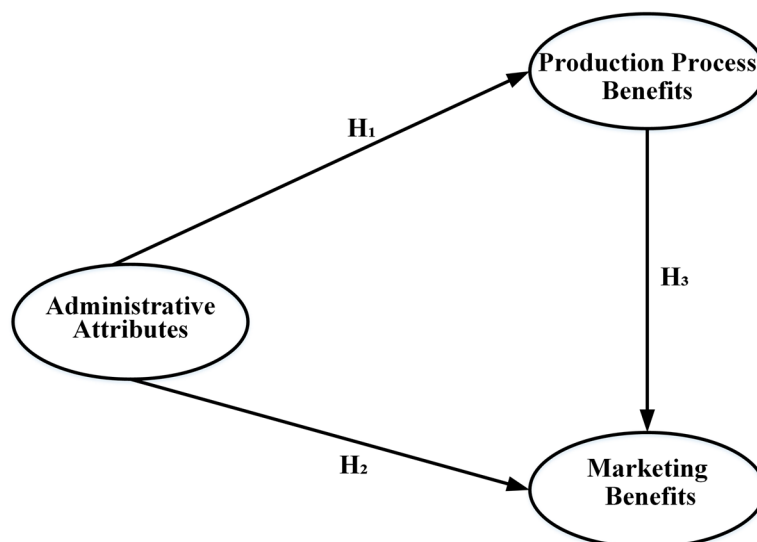 Production Process
Benefits
H₁
Administrative
Attributes
H₃
H₂
Marketing
Benefits